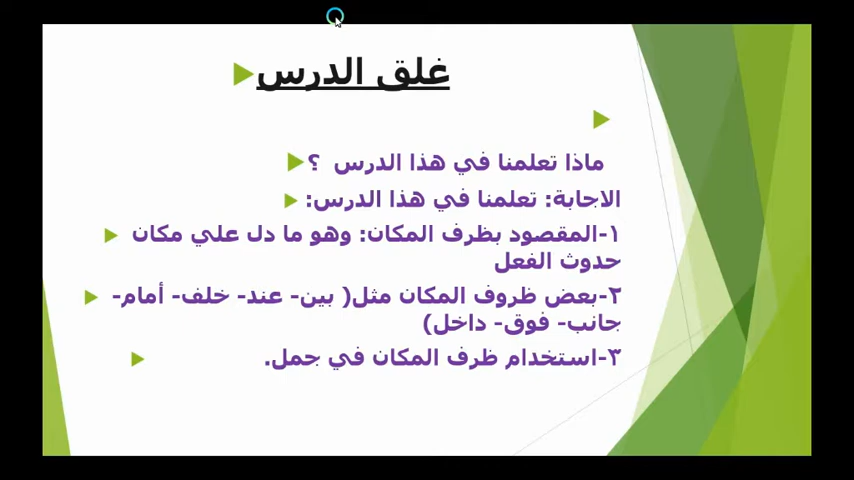 غلق الدرس
ماذا تعلمنا في هذا الدرس ؟
الاجابة: تعلمنا في هذا الدرس:
١-المقصود بظرف المكان: وهو ما دل علي مكان
حدوث الفعل
٢-بعض ظروف المكان مثل( بين- عند- خلف- أمام-
جانب- فوق- داخل)
٣-استخدام ظرف المكان في جمل.